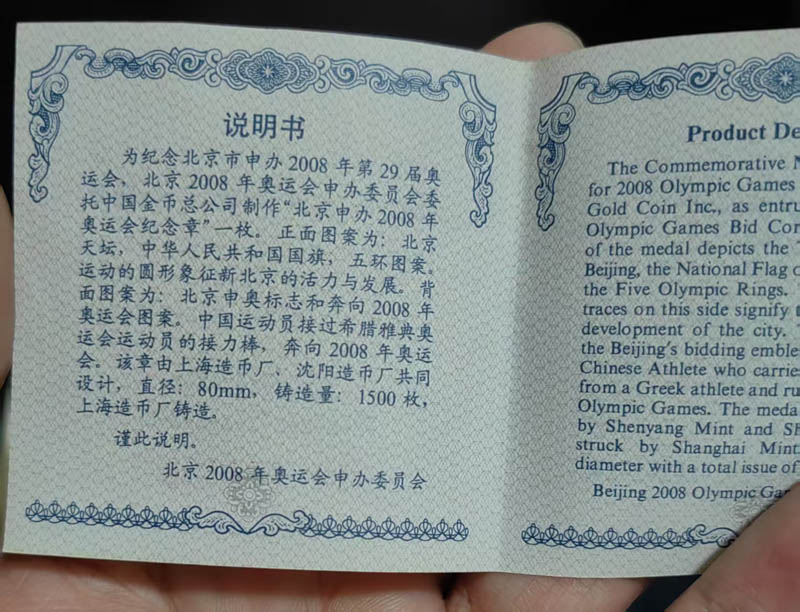 说明书
为纪念北京市申办2008年第29届奥
运会，北京2008年奥运会申办委员会委
托中国金币总公司制作“北京申办2008年
奥运会纪念章”一枚。正面图案为：北京
天坛，中华人民共和国国旗，五环图案。
运动的圆形象征新北京的活力与发展。背
面图案为：北京申奥标志和奔向2008年
奥运会图案。中国运动员接过希腊雅典奥
运会运动员的接力棒，奔向2008年奥运
会。该章由上海造币厂、沈阳造币厂共同
设计，直径：80mm，铸造量：1500枚，
上海造币厂铸造。
谨此说明。
北京2008年奥运会申办委员会
Product De
The Commemorative
for 2008 Olympic Games
Gold Coin Inc., as entru
Olympic Games Bid Co
of the medal depicts the
Beijing, the National Flag
the Five Olympic Rings.
traces on this side signify
development of the city.
the Beijing's bidding emble
Chinese Athlete who carrie
from a Greek athlete and ru
Olympic Games. The meda
by Shenyang Mint and Sh
struck by Shanghai Mint
diameter with a total issue of
Beijing 2008 Olympic Ga